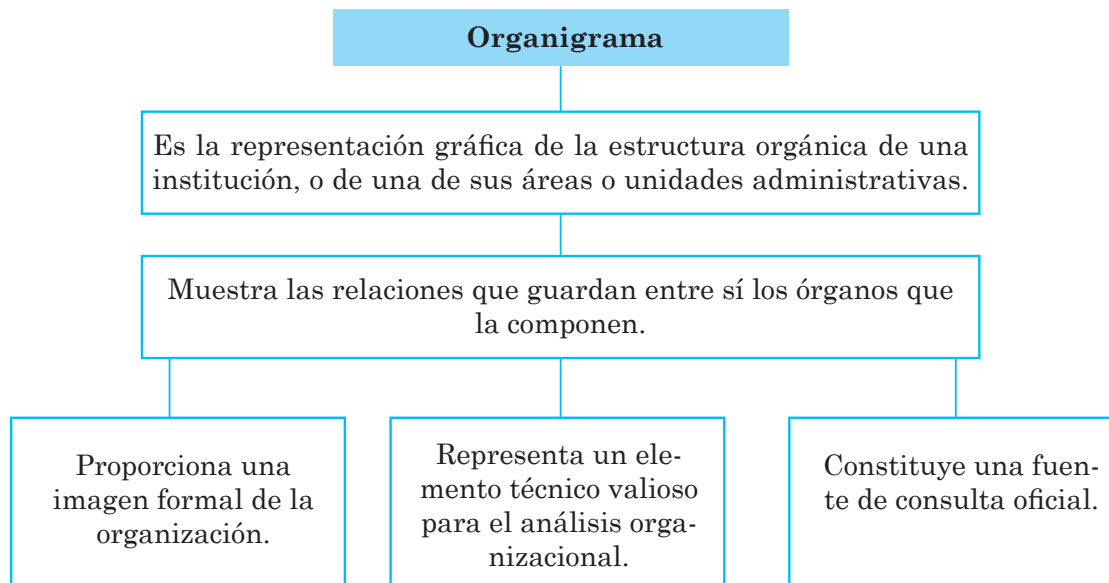 Organigrama
Es la representación gráfica de la estructura orgánica de una
institución, o de una de sus áreas o unidades administrativas.
Muestra las relaciones que guardan entre sí los órganos que
la componen.
Proporciona una
imagen formal de la
organización.
Representa un ele-
mento técnico valioso
para el análisis orga-
nizacional.
Constituye una fuen-
te de consulta oficial.